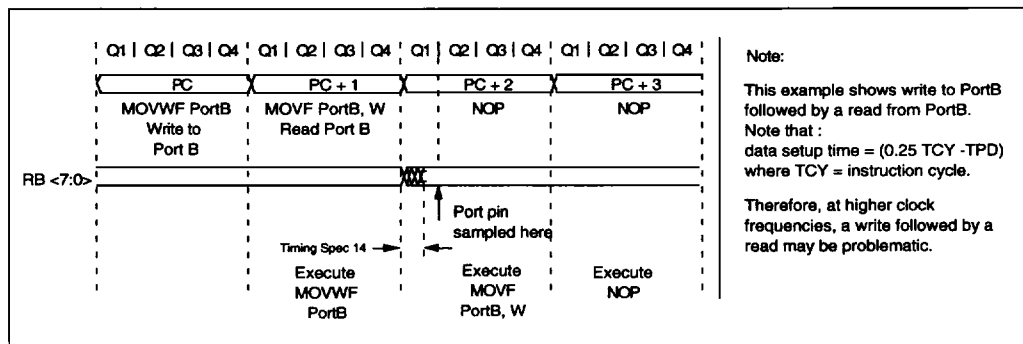 Q1 | Q2 | Q3 | Q4 Q1 | Q2 | Q3 | Q4 Q1 | Q2 | Q3 | Q4 Q1 | Q2 | Q3 | Q4
PC PC + 1 PC + 2 PC + 3
MOVWF PortB MOVF PortB, W NOP NOP
Write to Read Port B
Port B
RB <7:0>
Port pin
sampled here
Timing Spec 14
Execute Execute Execute
MOVWF MOVF NOP
PortB PortB, W
Note:
This example shows write to PortB
followed by a read from PortB.
Note that :
data setup time = (0.25 TCY -TPD)
where TCY = instruction cycle.
Therefore, at higher clock
frequencies, a write followed by a
read may be problematic.